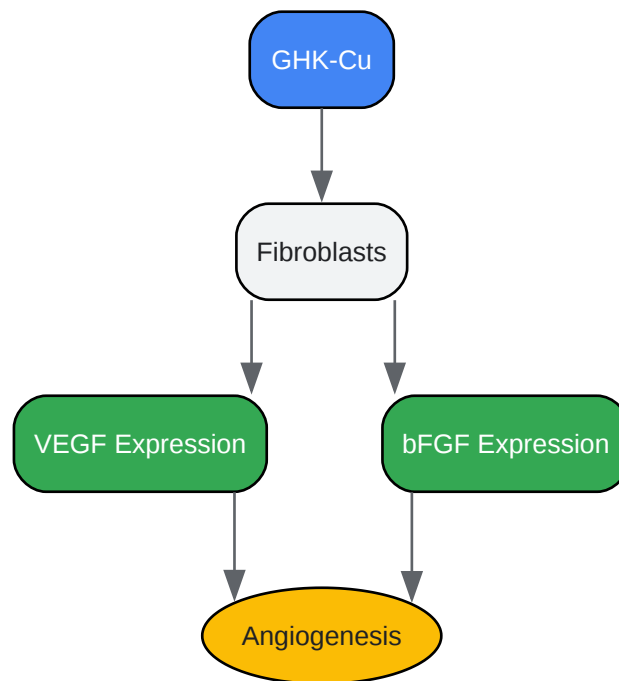 GHK-Cu
Fibroblasts
VEGF Expression
bFGF Expression
Angiogenesis